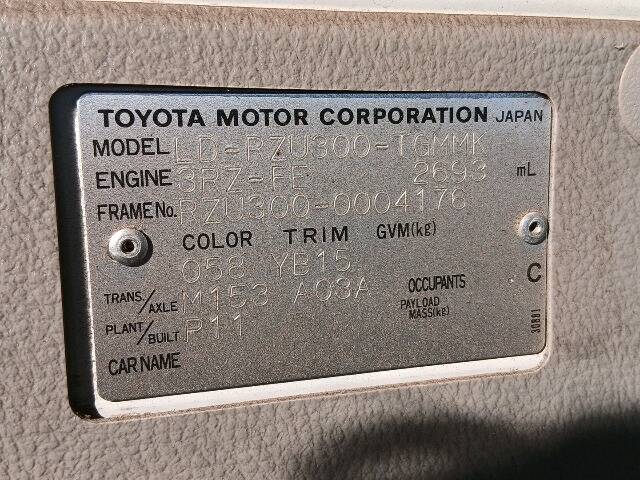 TOYOTA MOTOR CORPORATION JAPAN
MODEL LD-RZU300-TGMMK
ENGINE 3RZ-FE 2693 mL
FRAME No. RZU300-0004176
COLOR TRIM GVM(kg)
058 YB15
TRANS./AXLE M153 A03A OCCUPANTS C
PAYLOAD MASS(kg)
PLANT/BUILT P11
CAR NAME
30881